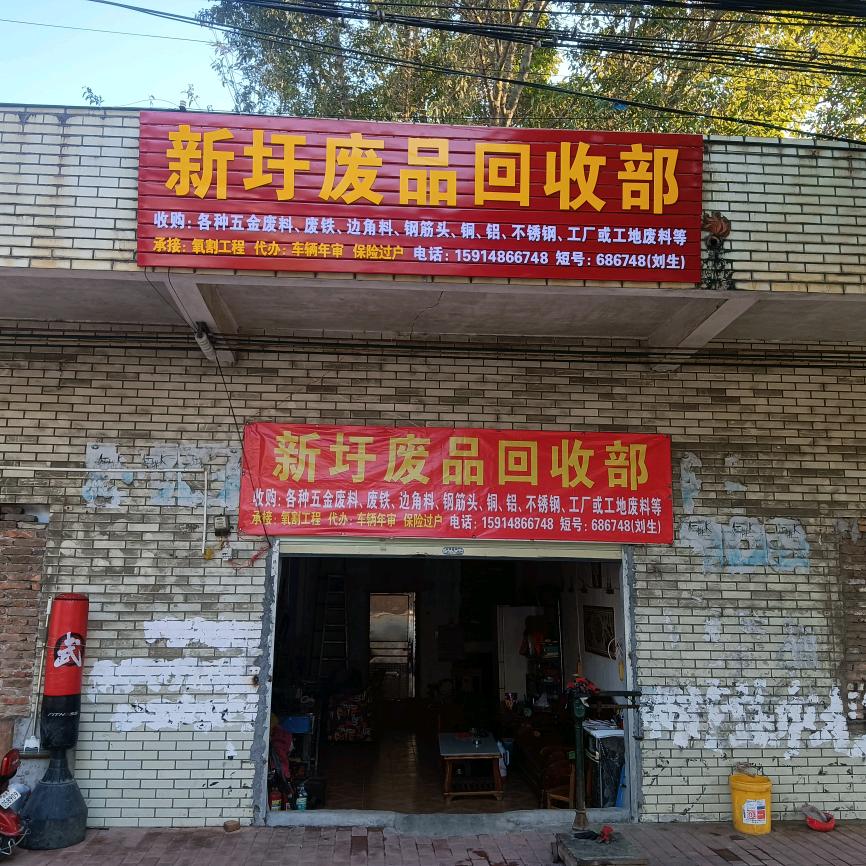 新圩废品回收部
收购：各种五金废料、废铁、边角料、钢筋头、铜、铝、不锈钢、工厂或工地废料等
承接：氧割工程 代办：车辆年审 保险过户 电话：15914866748 短号：686748(刘生)
新圩废品回收部
收购：各种五金废料、废铁、边角料、钢筋头、铜、铝、不锈钢、工厂或工地废料等
承接：氧割工程 代办：车辆年审 保险过户 电话：15914866748 短号：686748(刘生)
武